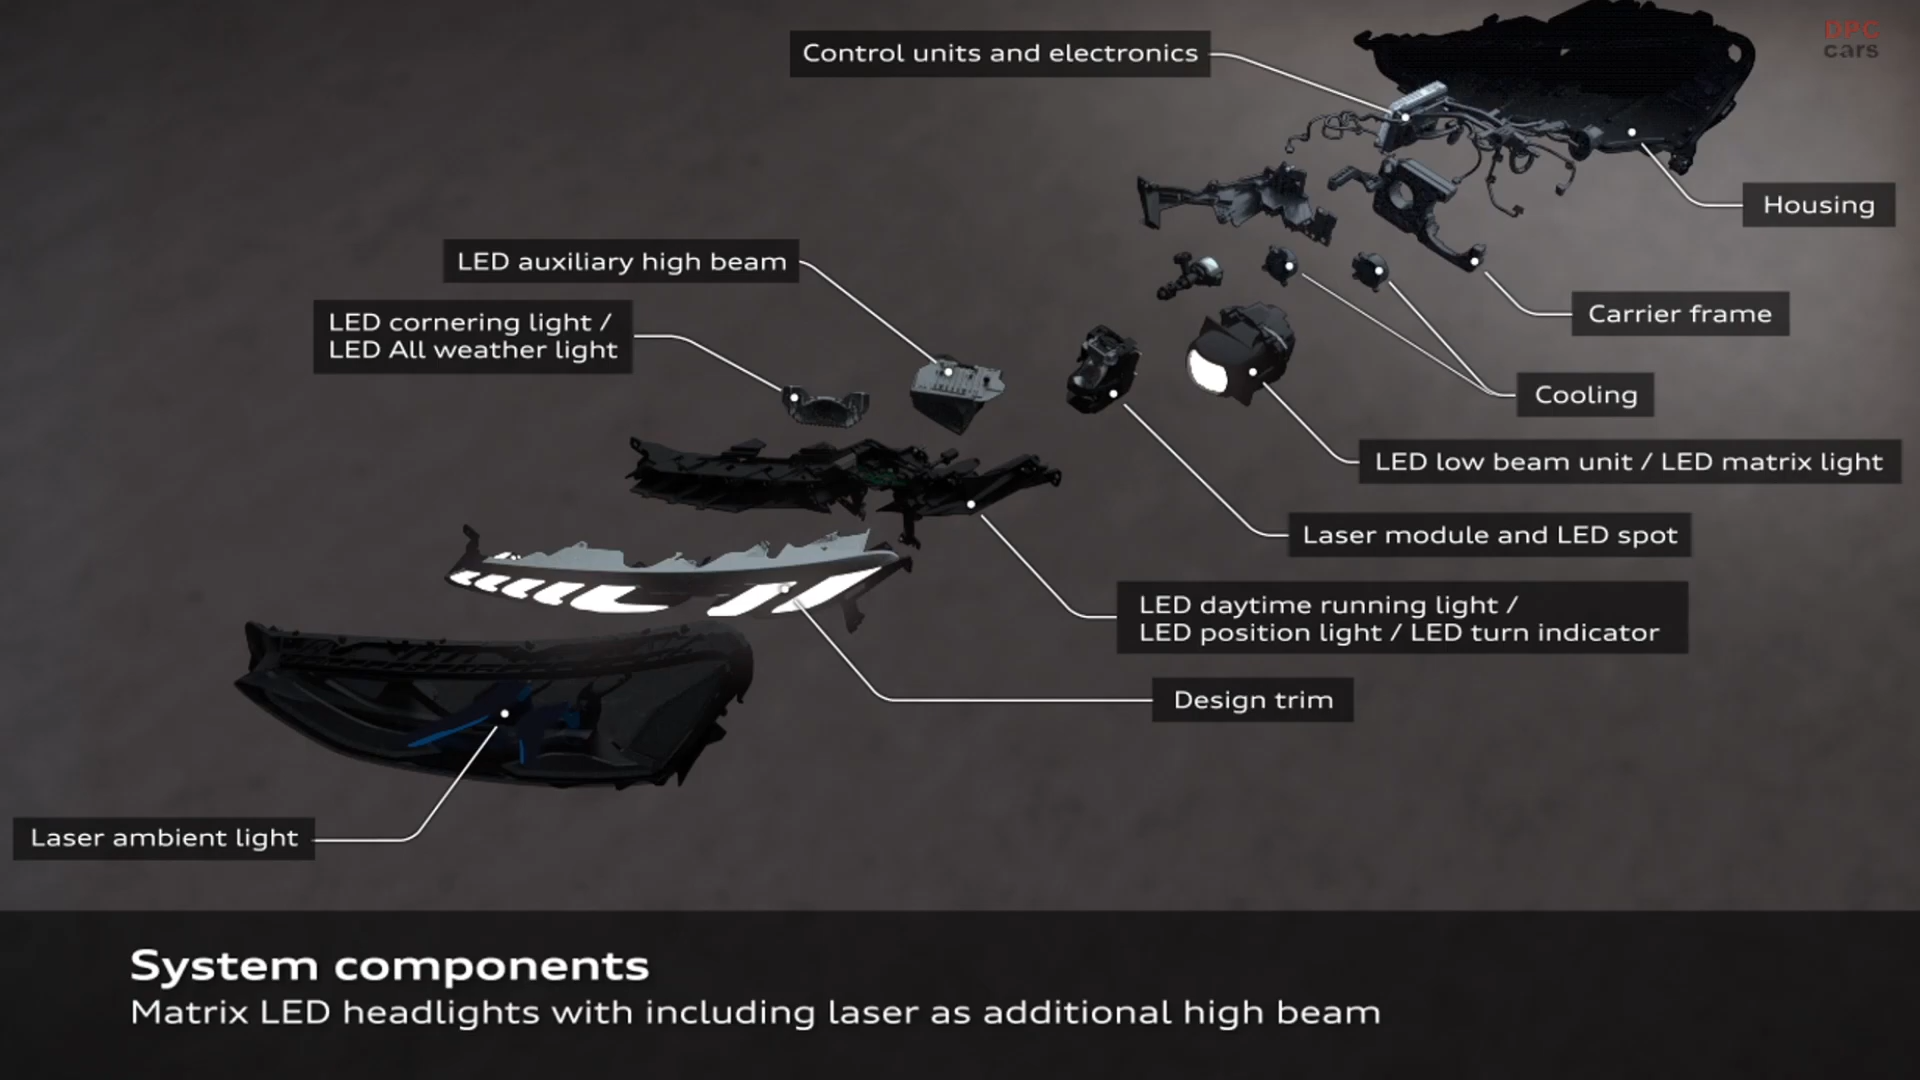 DPC
cars
Control units and electronics
Housing
LED auxiliary high beam
LED cornering light /
LED All weather light
Carrier frame
Cooling
LED low beam unit / LED matrix light
Laser module and LED spot
LED daytime running light /
LED position light / LED turn indicator
Design trim
Laser ambient light
System components
Matrix LED headlights with including laser as additional high beam